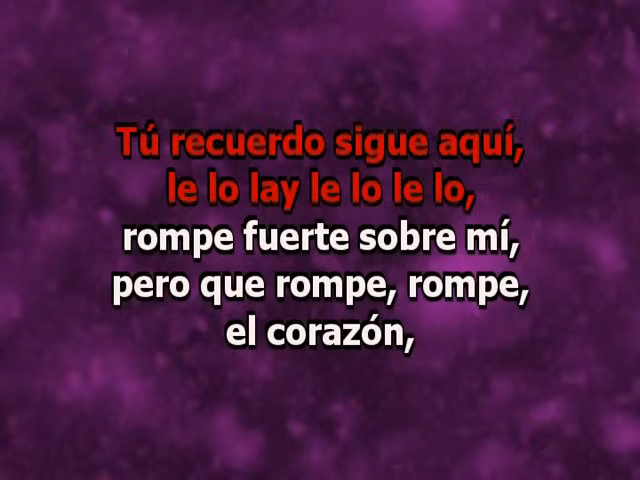 Tú recuerdo sigue aquí,
le lo lay le lo le lo,
rompe fuerte sobre mí,
pero que rompe, rompe,
el corazón,